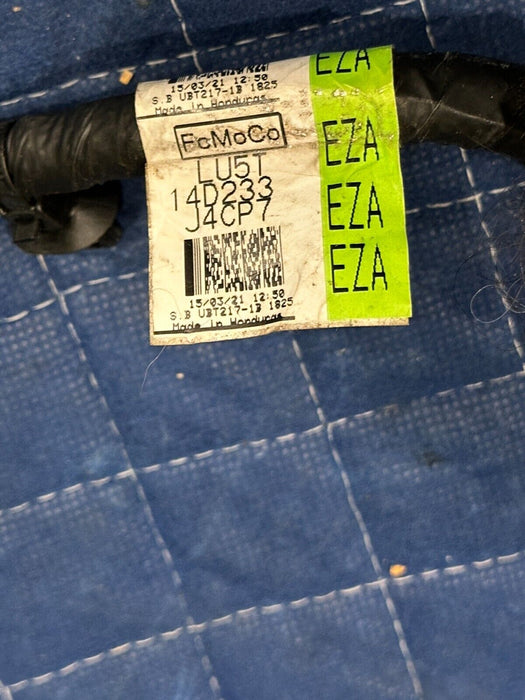 EZA
15/03/21 12:50
S.B UBT217-1B 1825
Made in Honduras
FoMoCo
EZA
LU5T
14D233
J4CP7
EZA
EZA
15/03/21 12:50
S.B UBT217-1B 1825
Made in Honduras